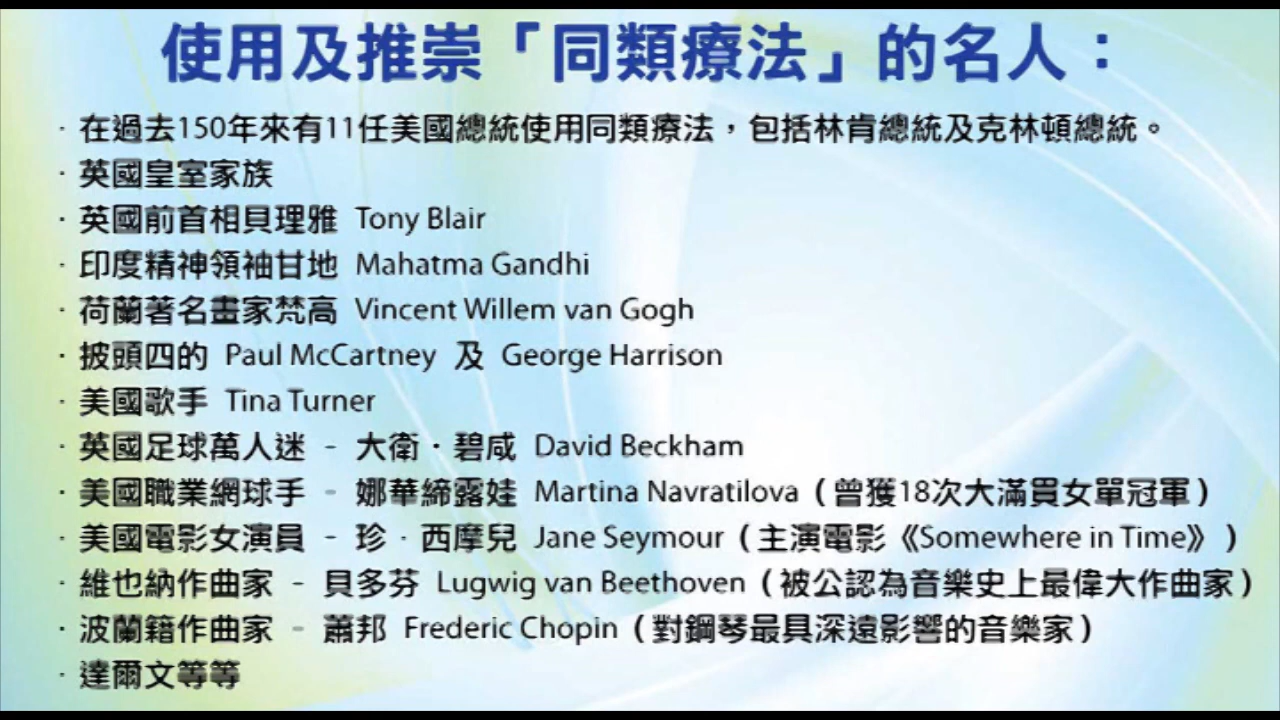 使用及推崇「同類療法」的名人：
· 在過去150年來有11任美國總統使用同類療法，包括林肯總統及克林頓總統。
· 英國皇室家族
· 英國前首相貝理雅 Tony Blair
· 印度精神領袖甘地 Mahatma Gandhi
· 荷蘭著名畫家梵高 Vincent Willem van Gogh
· 披頭四的 Paul McCartney 及 George Harrison
· 美國歌手 Tina Turner
· 英國足球萬人迷 – 大衛·碧咸 David Beckham
· 美國職業網球手 – 娜華締露娃 Martina Navratilova（曾獲18次大滿買女單冠軍）
· 美國電影女演員 – 珍·西摩兒 Jane Seymour（主演電影《Somewhere in Time》）
· 維也納作曲家 – 貝多芬 Lugwig van Beethoven（被公認為音樂史上最偉大作曲家）
· 波蘭籍作曲家 – 蕭邦 Frederic Chopin（對鋼琴最具深遠影響的音樂家）
· 達爾文等等